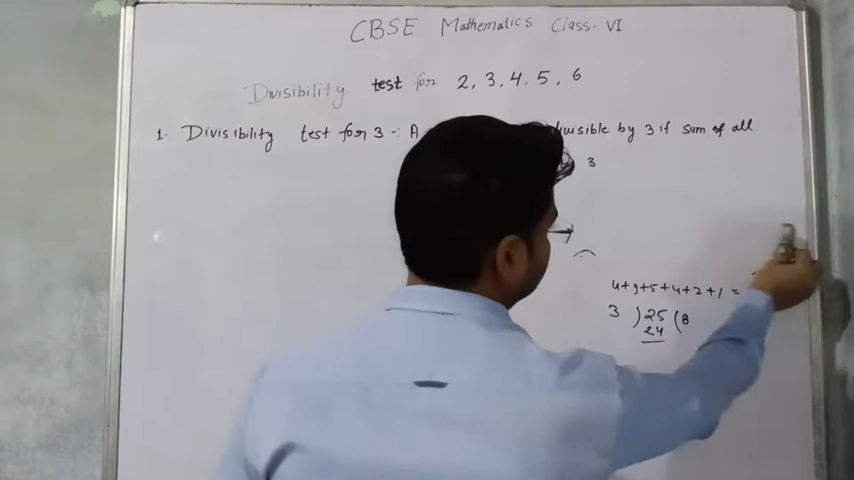 CBSE Mathematics Class- VI
Divisibility test for 2, 3, 4, 5, 6
1. Divisibility test for 3 -: A divisible by 3 if sum of all
3
4+9+5+4+2+1 =
3 ) 25 ( 8
24